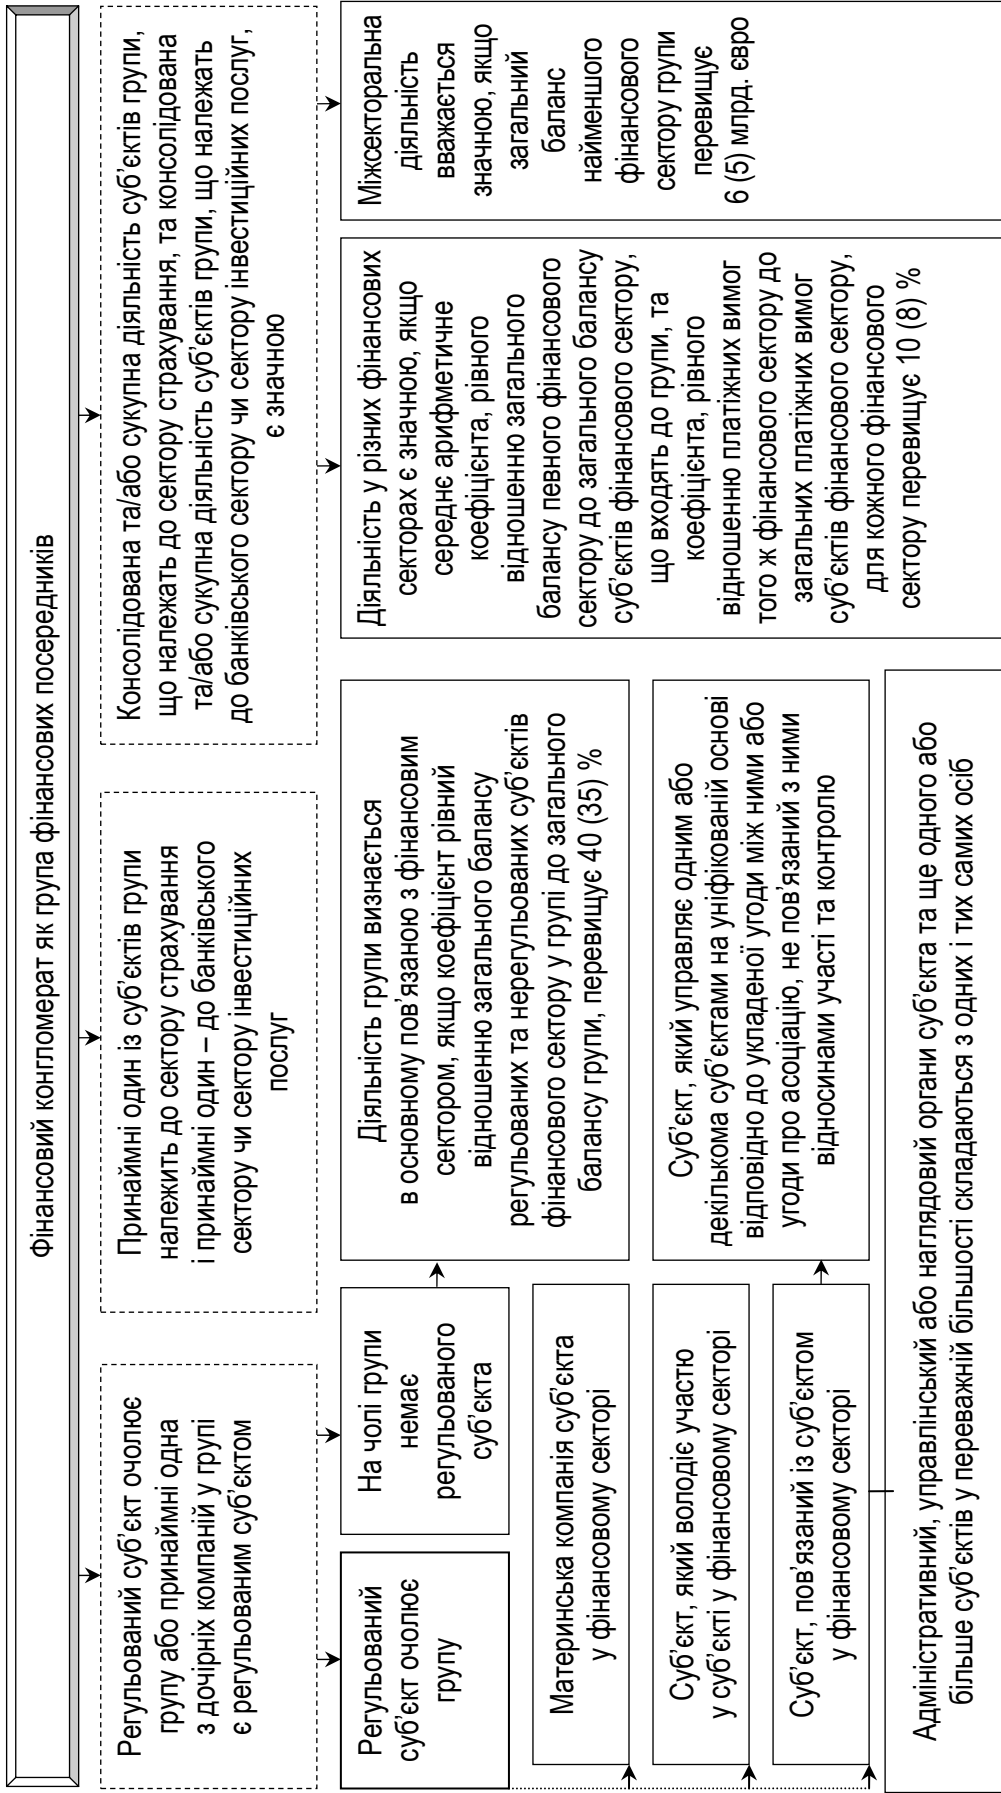 Фінансовий конгломерат як група фінансових посередників
Регульований суб’єкт очолює
групу або принаймні одна
з дочірніх компаній у групі
є регульованим суб’єктом
Принаймні один із суб’єктів групи
належить до сектору страхування
і принаймні один – до банківського
сектору чи сектору інвестиційних
послуг
Консолідована та/або сукупна діяльність суб’єктів групи,
що належать до сектору страхування, та консолідована
та/або сукупна діяльність суб’єктів групи, що належать
до банківського сектору чи сектору інвестиційних послуг,
є значною
Регульований
суб’єкт очолює
групу
На чолі групи
немає
регульованого
суб’єкта
Діяльність групи визнається
в основному пов’язаною з фінансовим
сектором, якщо коефіцієнт рівний
відношенню загального балансу
регульованих та нерегульованих суб’єктів
фінансового сектору у групі до загального
балансу групи, перевищує 40 (35) %
Діяльність у різних фінансових
секторах є значною, якщо
середнє арифметичне
коефіцієнта, рівного
відношенню загального
балансу певного фінансового
сектору до загального балансу
суб’єктів фінансового сектору,
що входять до групи, та
коефіцієнта, рівного
відношенню платіжних вимог
того ж фінансового сектору до
загальних платіжних вимог
суб’єктів фінансового сектору,
для кожного фінансового
сектору перевищує 10 (8) %
Міжсекторальна
діяльність
вважається
значною, якщо
загальний
баланс
найменшого
фінансового
сектору групи
перевищує
6 (5) млрд. євро
Материнська компанія суб’єкта
у фінансовому секторі
Суб’єкт, який володіє участю
у суб’єкті у фінансовому секторі
Суб’єкт, пов’язаний із суб’єктом
у фінансовому секторі
Суб’єкт, який управляє одним або
декількома суб’єктами на уніфікованій основі
відповідно до укладеної угоди між ними або
угоди про асоціацію, не пов’язаний з ними
відносинами участі та контролю
Адміністративний, управлінський або наглядовий органи суб’єкта та ще одного або
більше суб’єктів у переважній більшості складаються з одних і тих самих осіб